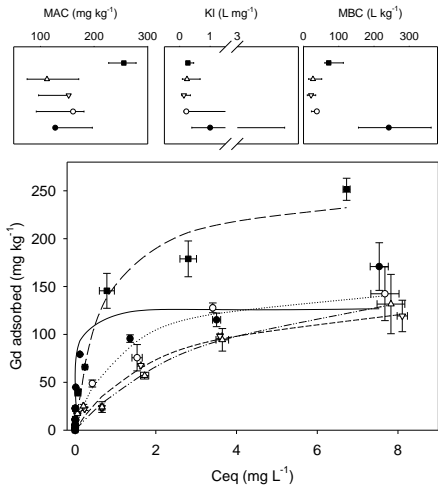 MAC (mg kg-1) KI (L mg-1) MBC (L kg-1)
100 200 300 0 1 3 5 0 100 200 300
Gd adsorbed (mg kg-1)
250
200
150
100
50
0
0 2 4 6 8
Ceq (mg L-1)